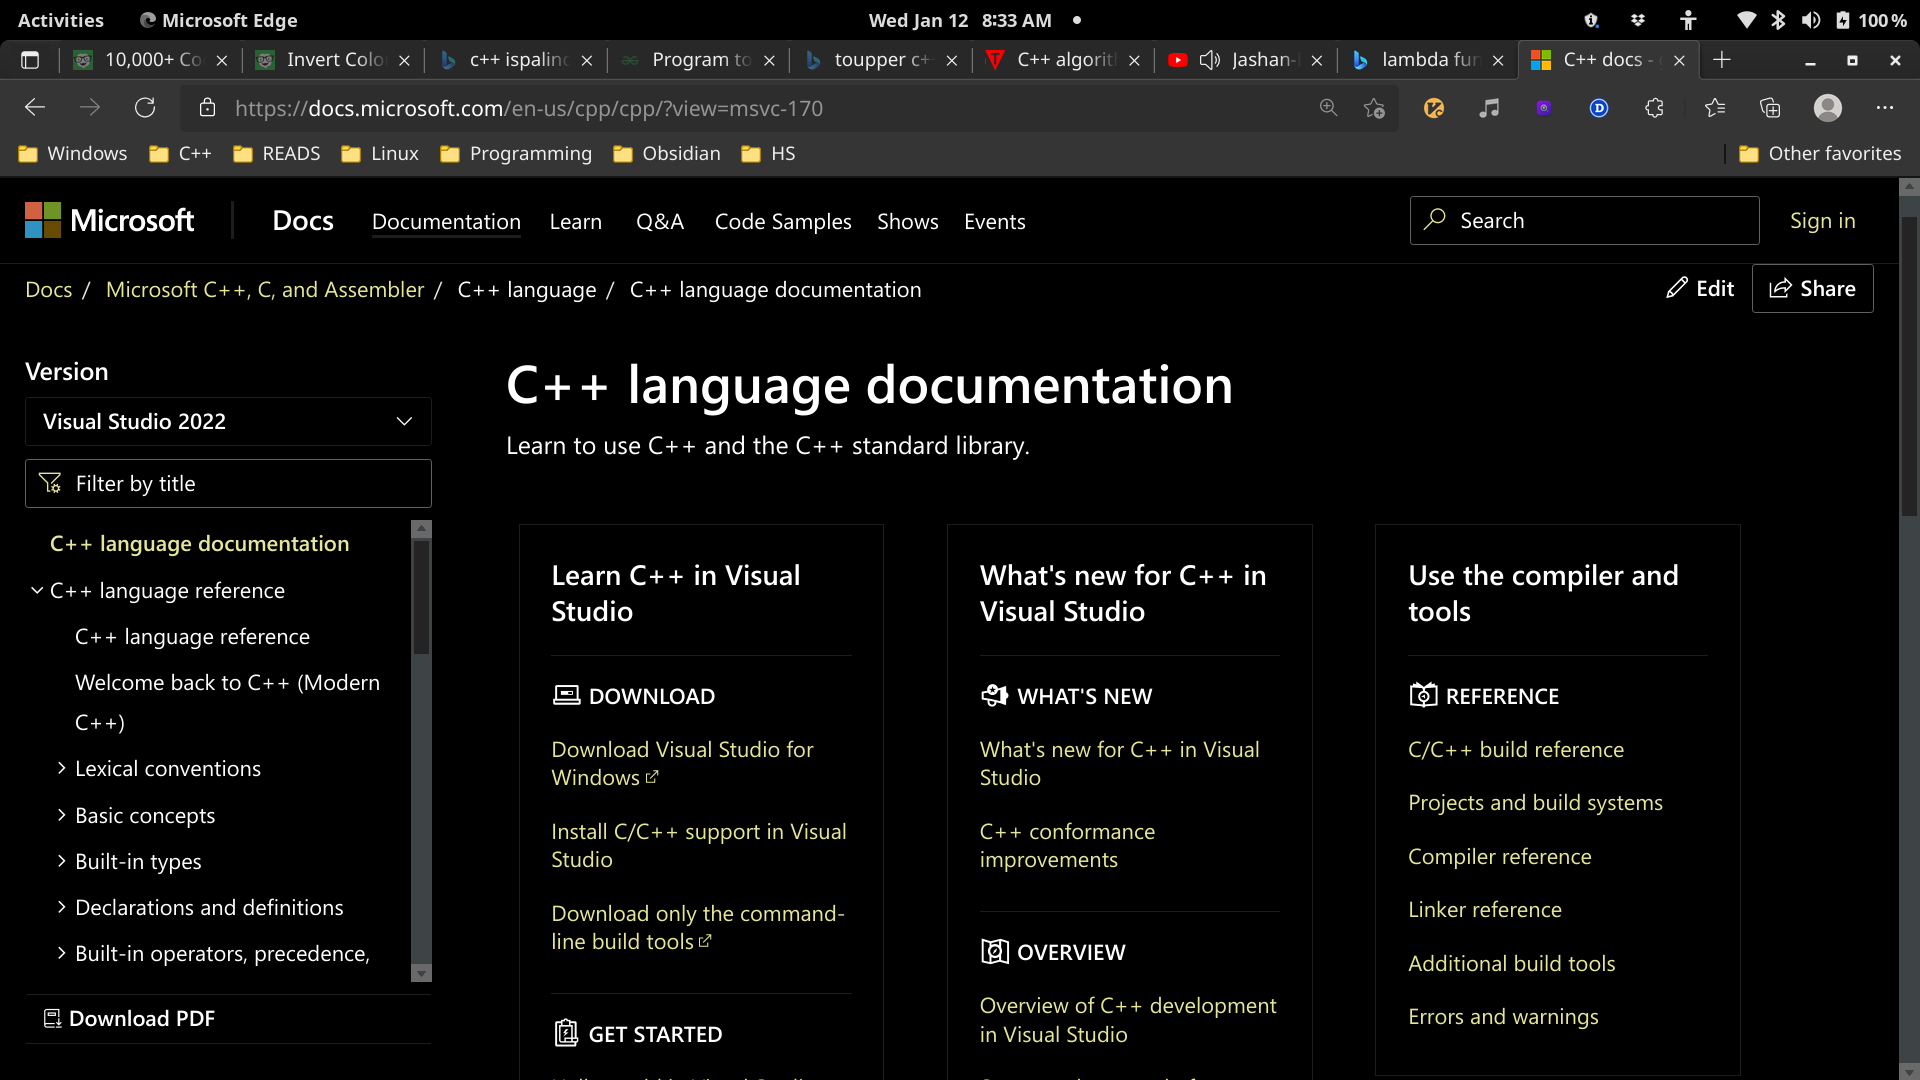 Activities
Microsoft Edge
Wed Jan 12 8:33 AM
100 %
10,000+ Co
Invert Colo
c++ ispalind
Program to
toupper c+
C++ algorit
Jashan-
lambda fun
C++ docs -
https://docs.microsoft.com/en-us/cpp/cpp/?view=msvc-170
Windows
C++
READS
Linux
Programming
Obsidian
HS
Other favorites
Microsoft
Docs
Documentation
Learn
Q&A
Code Samples
Shows
Events
Search
Sign in
Docs / Microsoft C++, C, and Assembler / C++ language / C++ language documentation
Edit
Share
Version
Visual Studio 2022
Filter by title
C++ language documentation
C++ language reference
C++ language reference
Welcome back to C++ (Modern
C++)
Lexical conventions
Basic concepts
Built-in types
Declarations and definitions
Built-in operators, precedence,
Download PDF
C++ language documentation
Learn to use C++ and the C++ standard library.
Learn C++ in Visual
Studio
DOWNLOAD
Download Visual Studio for
Windows
Install C/C++ support in Visual
Studio
Download only the command-
line build tools
GET STARTED
What's new for C++ in
Visual Studio
WHAT'S NEW
What's new for C++ in Visual
Studio
C++ conformance
improvements
OVERVIEW
Overview of C++ development
in Visual Studio
Use the compiler and
tools
REFERENCE
C/C++ build reference
Projects and build systems
Compiler reference
Linker reference
Additional build tools
Errors and warnings